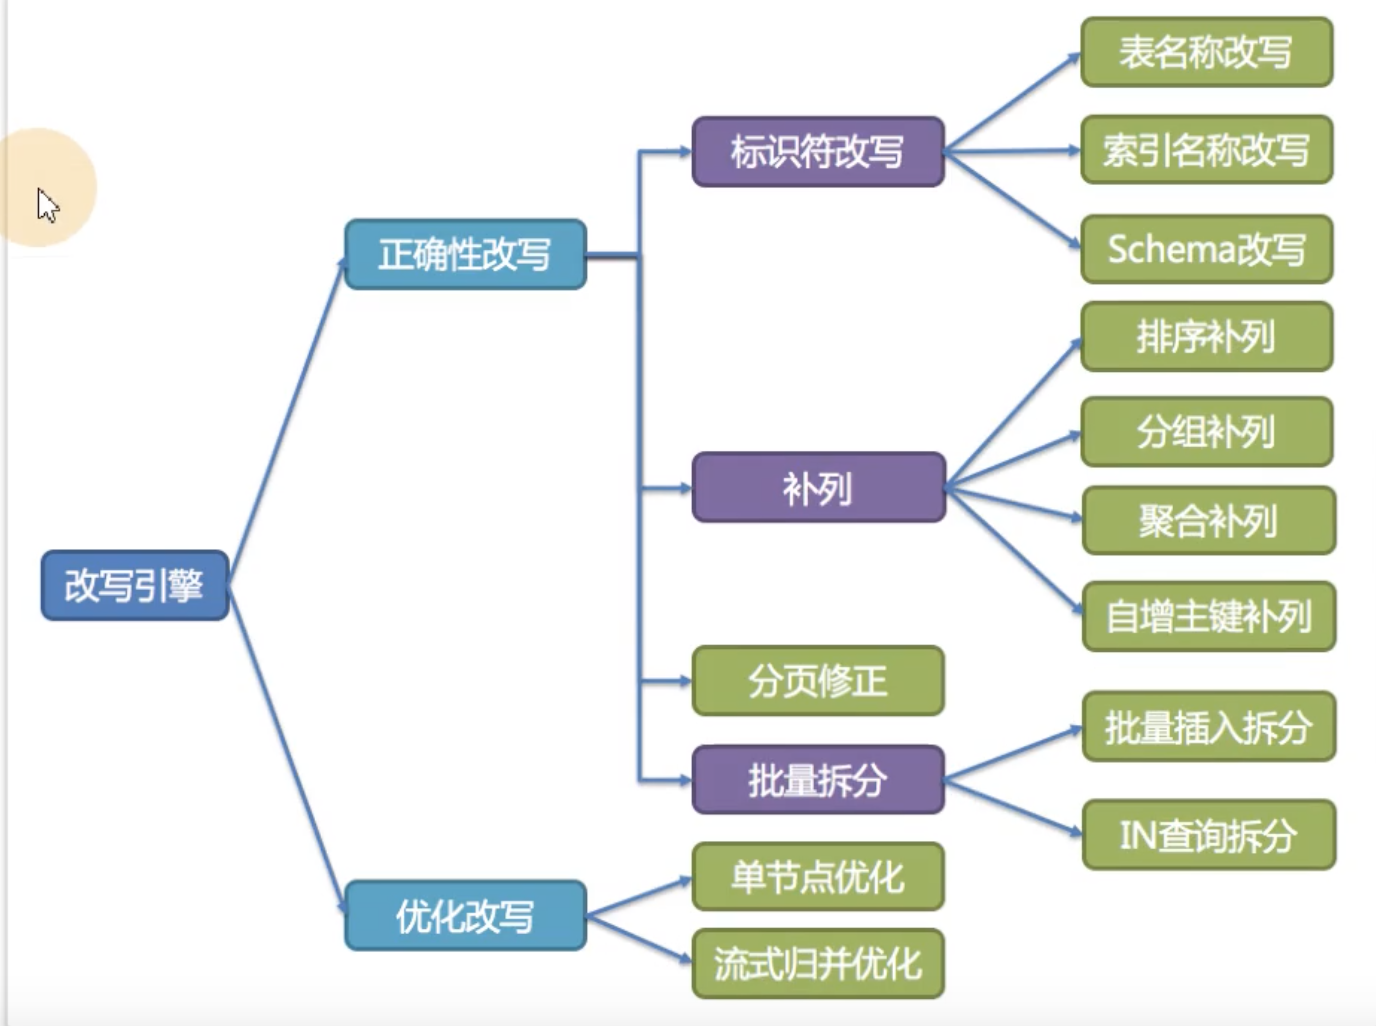 改写引擎
正确性改写
标识符改写
表名称改写
索引名称改写
Schema改写
补列
排序补列
分组补列
聚合补列
自增主键补列
分页修正
批量拆分
批量插入拆分
IN查询拆分
优化改写
单节点优化
流式归并优化